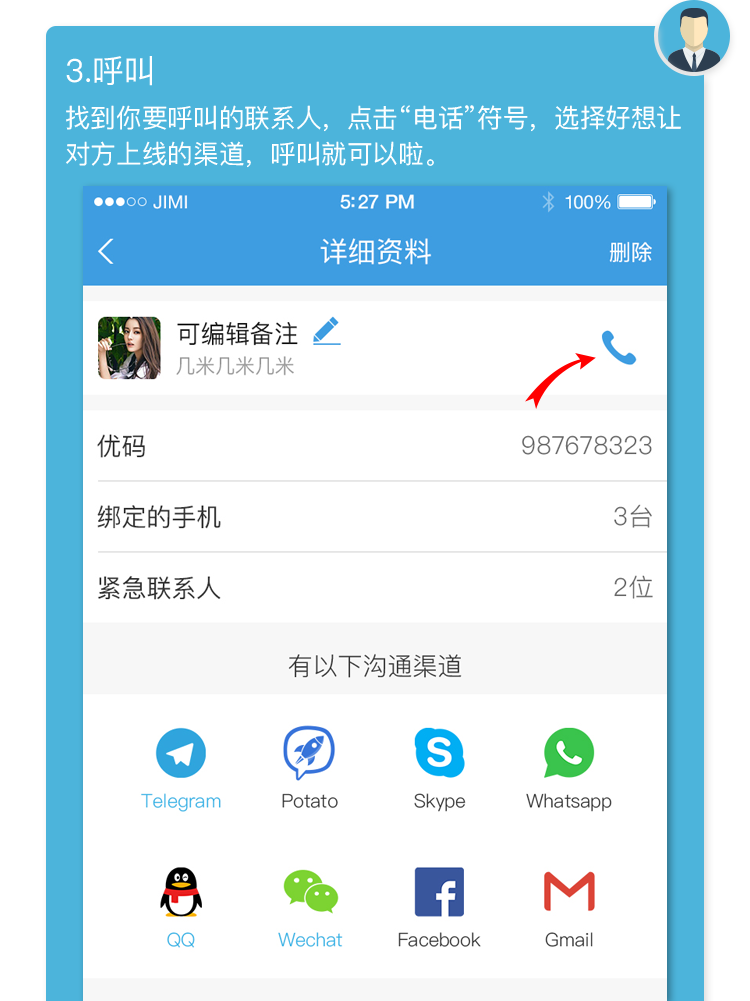 3.呼叫
找到你要呼叫的联系人，点击“电话”符号，选择好想让
对方上线的渠道，呼叫就可以啦。
JIMI 5:27 PM 100%
详细资料 删除
可编辑备注
几米几米几米
优码 987678323
绑定的手机 3台
紧急联系人 2位
有以下沟通渠道
Telegram Potato Skype Whatsapp
QQ Wechat Facebook Gmail